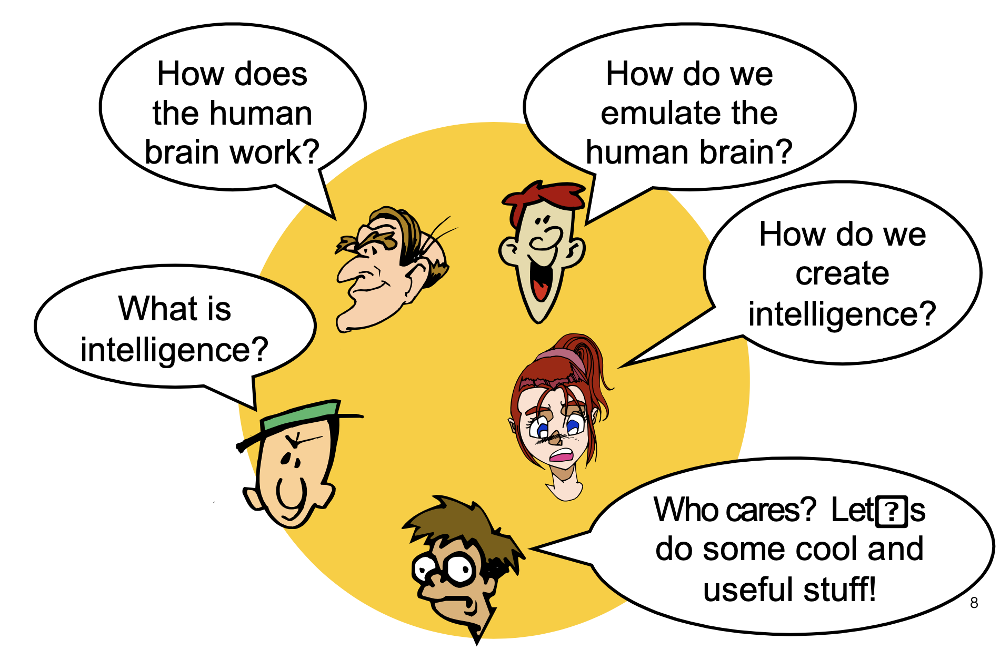 How does
the human
brain work?
How do we
emulate the
human brain?
How do we
create
intelligence?
What is
intelligence?
Who cares?  Let�s
do some cool and
useful stuff!
8